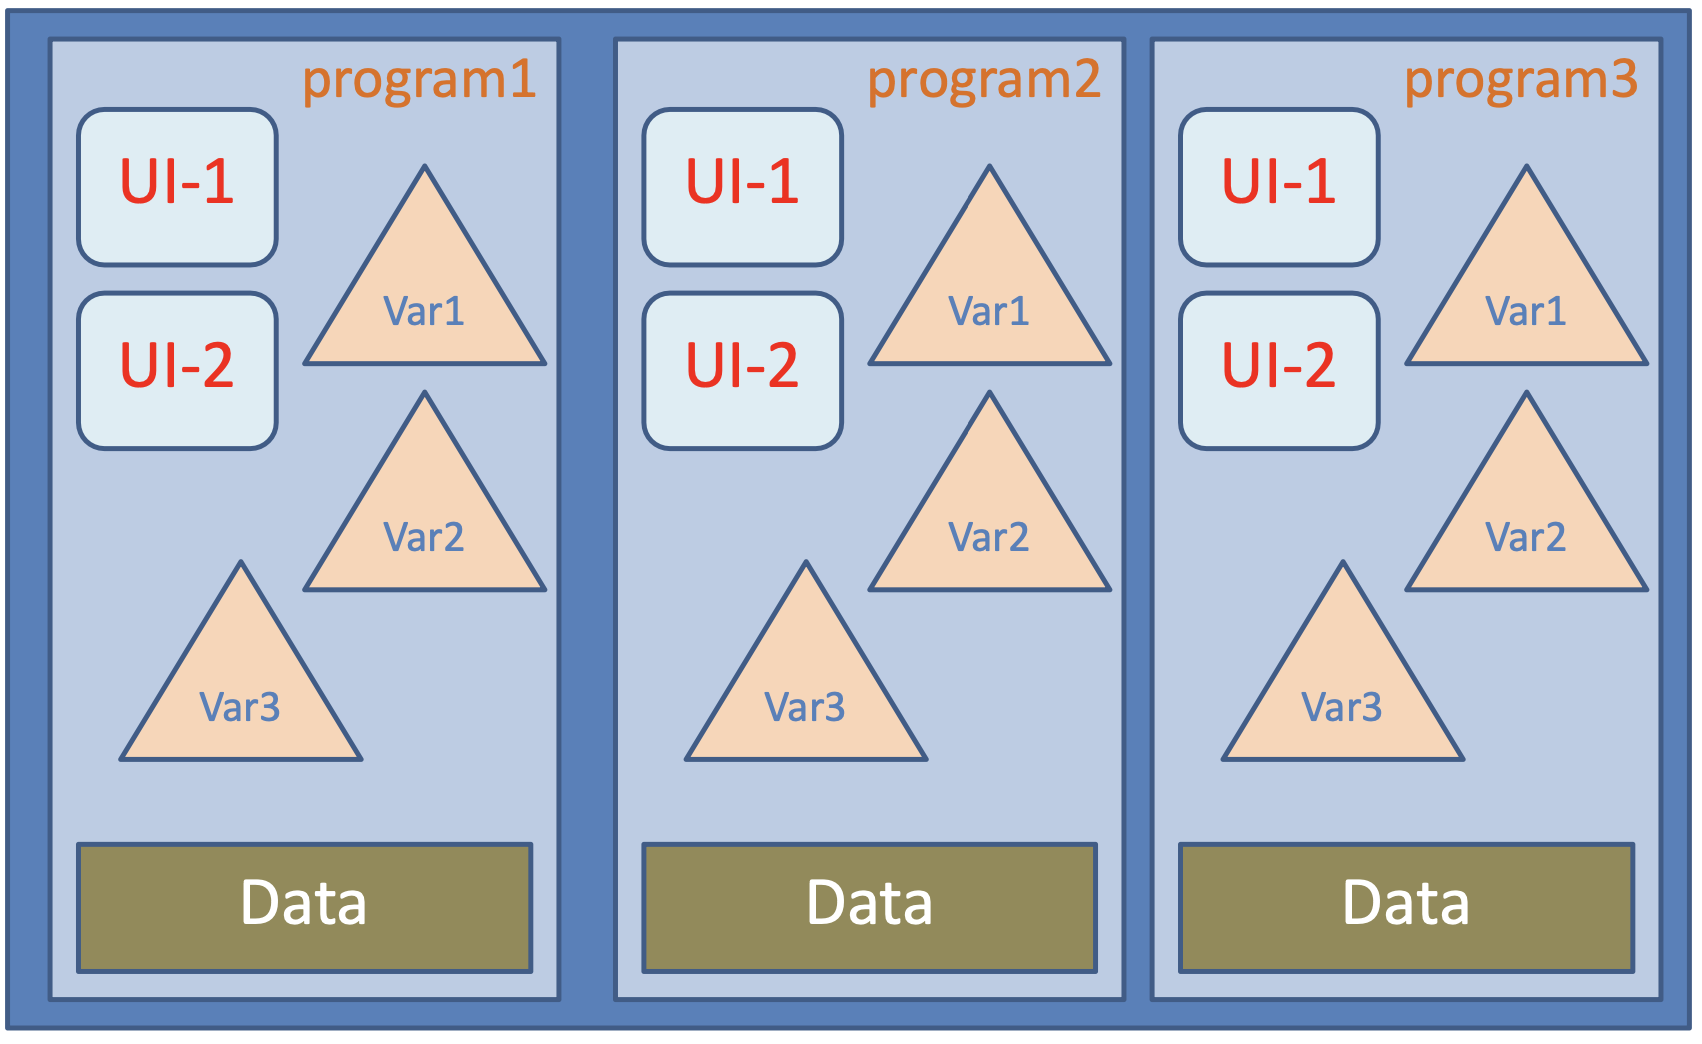 program1
UI-1
Var1
UI-2
Var2
Var3
Data
program2
UI-1
Var1
UI-2
Var2
Var3
Data
program3
UI-1
Var1
UI-2
Var2
Var3
Data